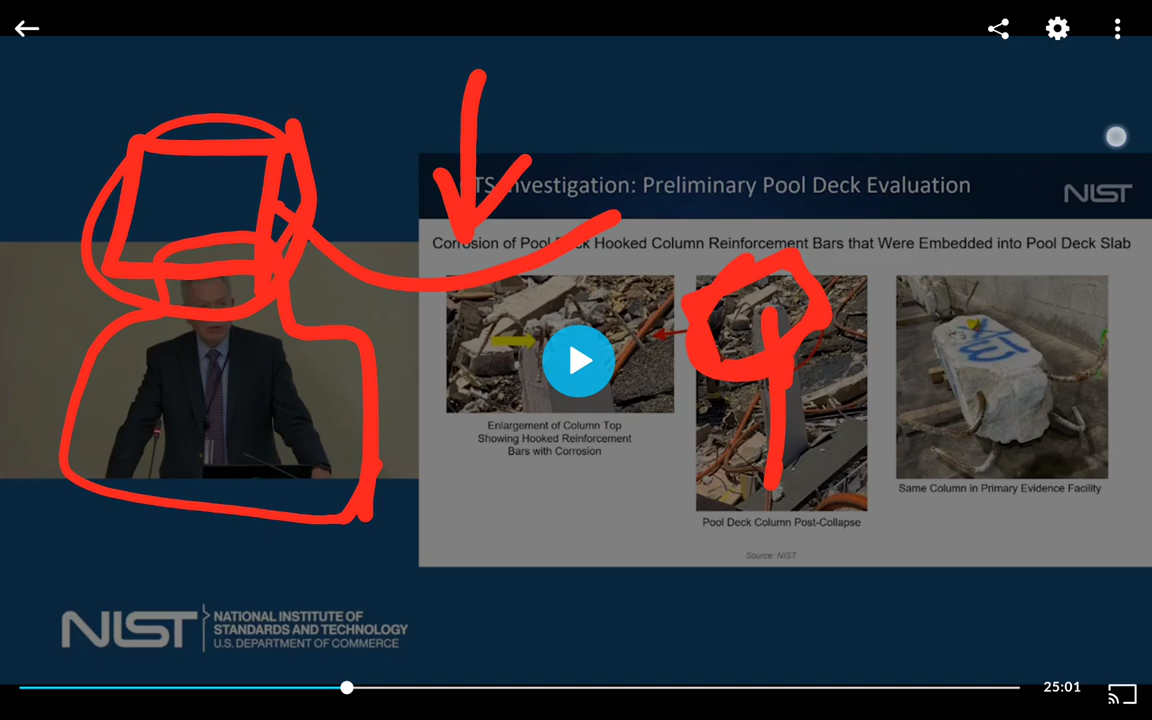 TS Investigation: Preliminary Pool Deck Evaluation
NIST
Corrosion of Pool Deck Hooked Column Reinforcement Bars that Were Embedded into Pool Deck Slab
Enlargement of Column Top
Showing Hooked Reinforcement
Bars with Corrosion
Pool Deck Column Post-Collapse
Same Column in Primary Evidence Facility
Source: NIST
NIST
NATIONAL INSTITUTE OF
STANDARDS AND TECHNOLOGY
U.S. DEPARTMENT OF COMMERCE
25:01